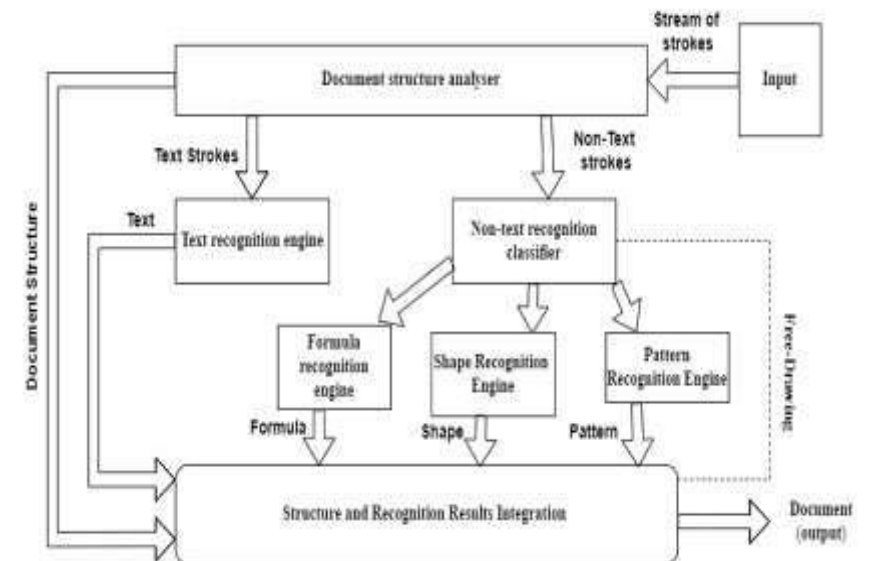 Stream of
strokes
Document structure analyser
Input
Text Strokes
Non-Text
strokes
Document Structure
Text
Text recognition engine
Non-text recognition
classifier
Free-Drawing
Formula
recognition
engine
Shape Recognition
Engine
Pattern
Recognition Engine
Formula
Shape
Pattern
Structure and Recognition Results Integration
Document
(output)